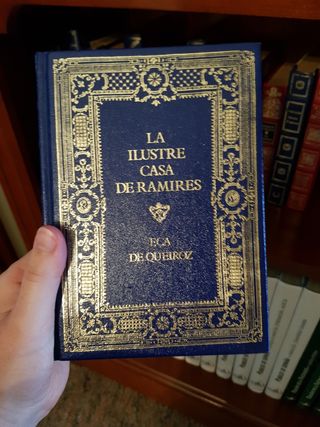 LA
ILUSTRE
CASA
DE RAMIRES
EÇA
DE QUEIROZ